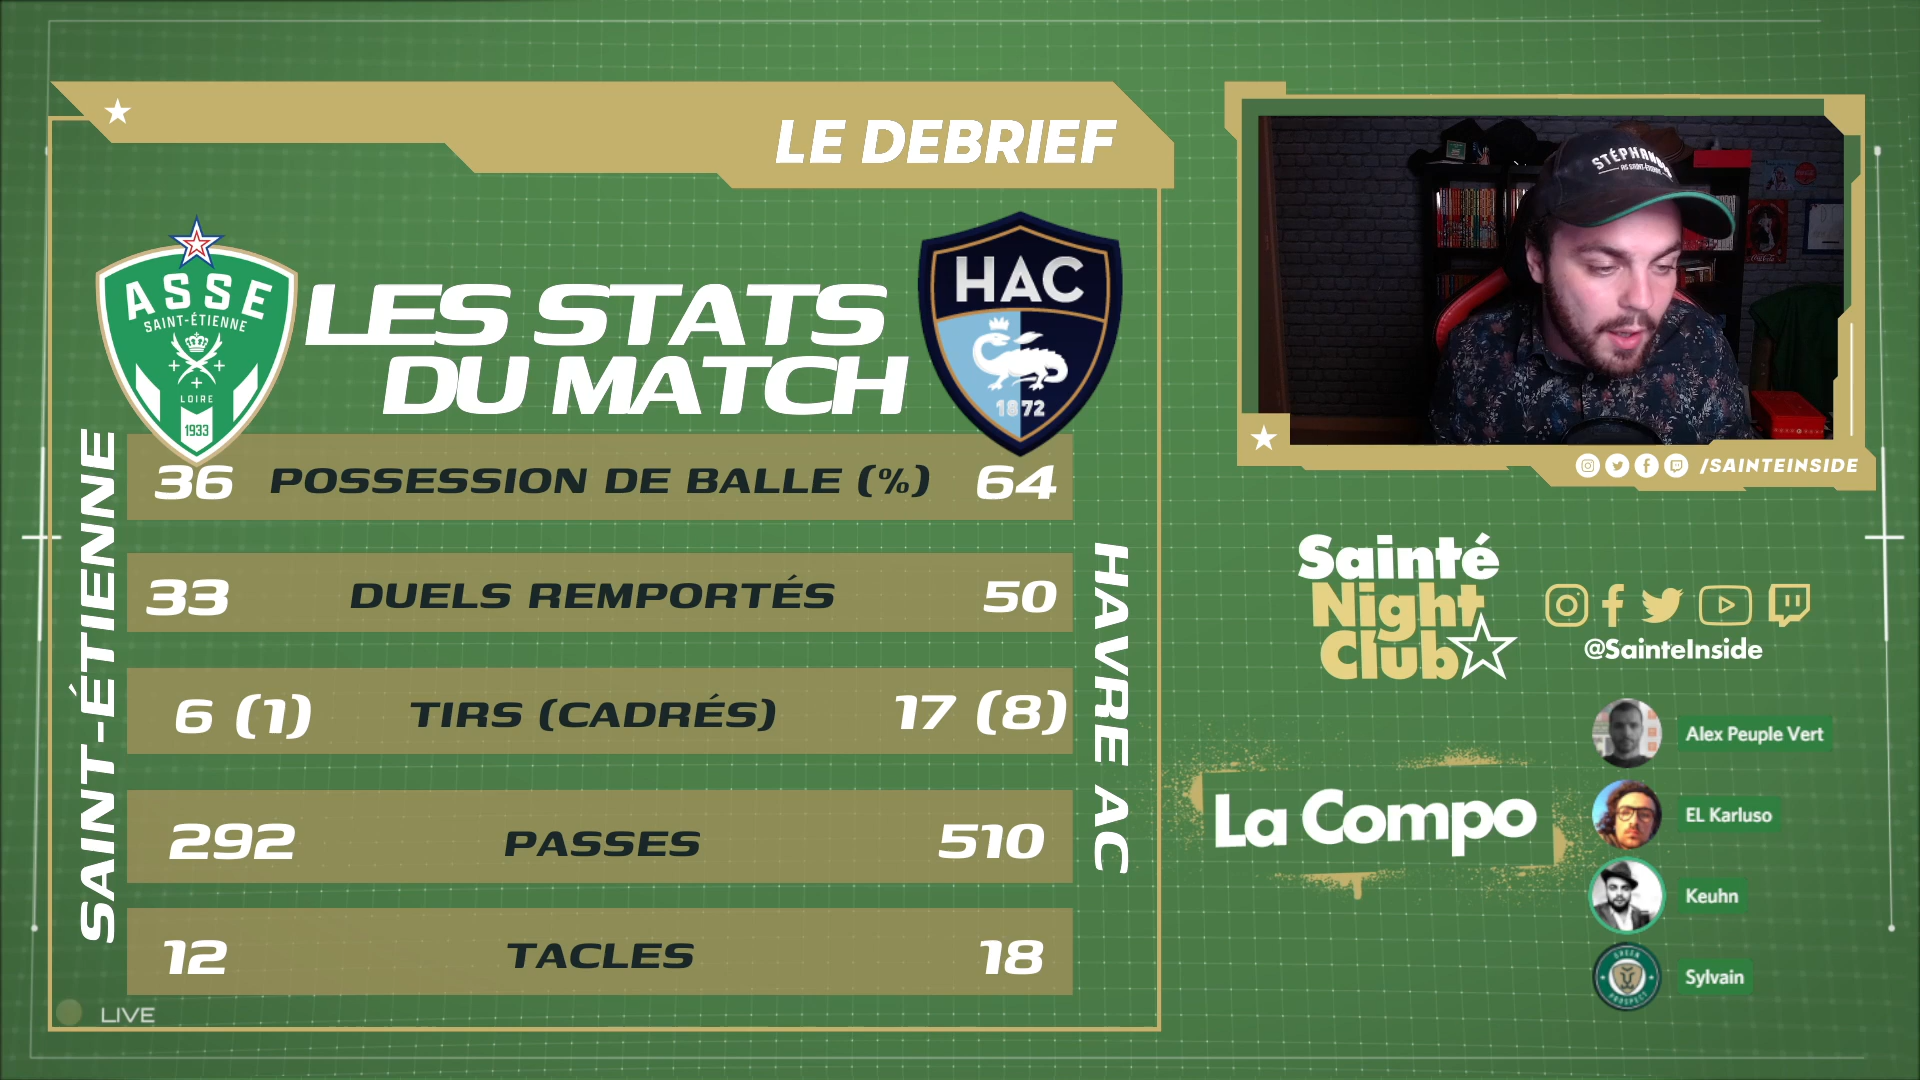 LE DEBRIEF
ASSE
SAINT-ÉTIENNE
LOIRE
1933
LES STATS
DU MATCH
HAC
1872
SAINT-ÉTIENNE
HAVRE AC
36 POSSESSION DE BALLE (%) 64
33 DUELS REMPORTÉS 50
6 (1) TIRS (CADRÉS) 17 (8)
292 PASSES 510
12 TACLES 18
LIVE
/SAINTEINSIDE
Sainté
Night
Club
@SainteInside
La Compo
Alex Peuple Vert
EL Karluso
Keuhn
GREEN
PROSPECT
Sylvain